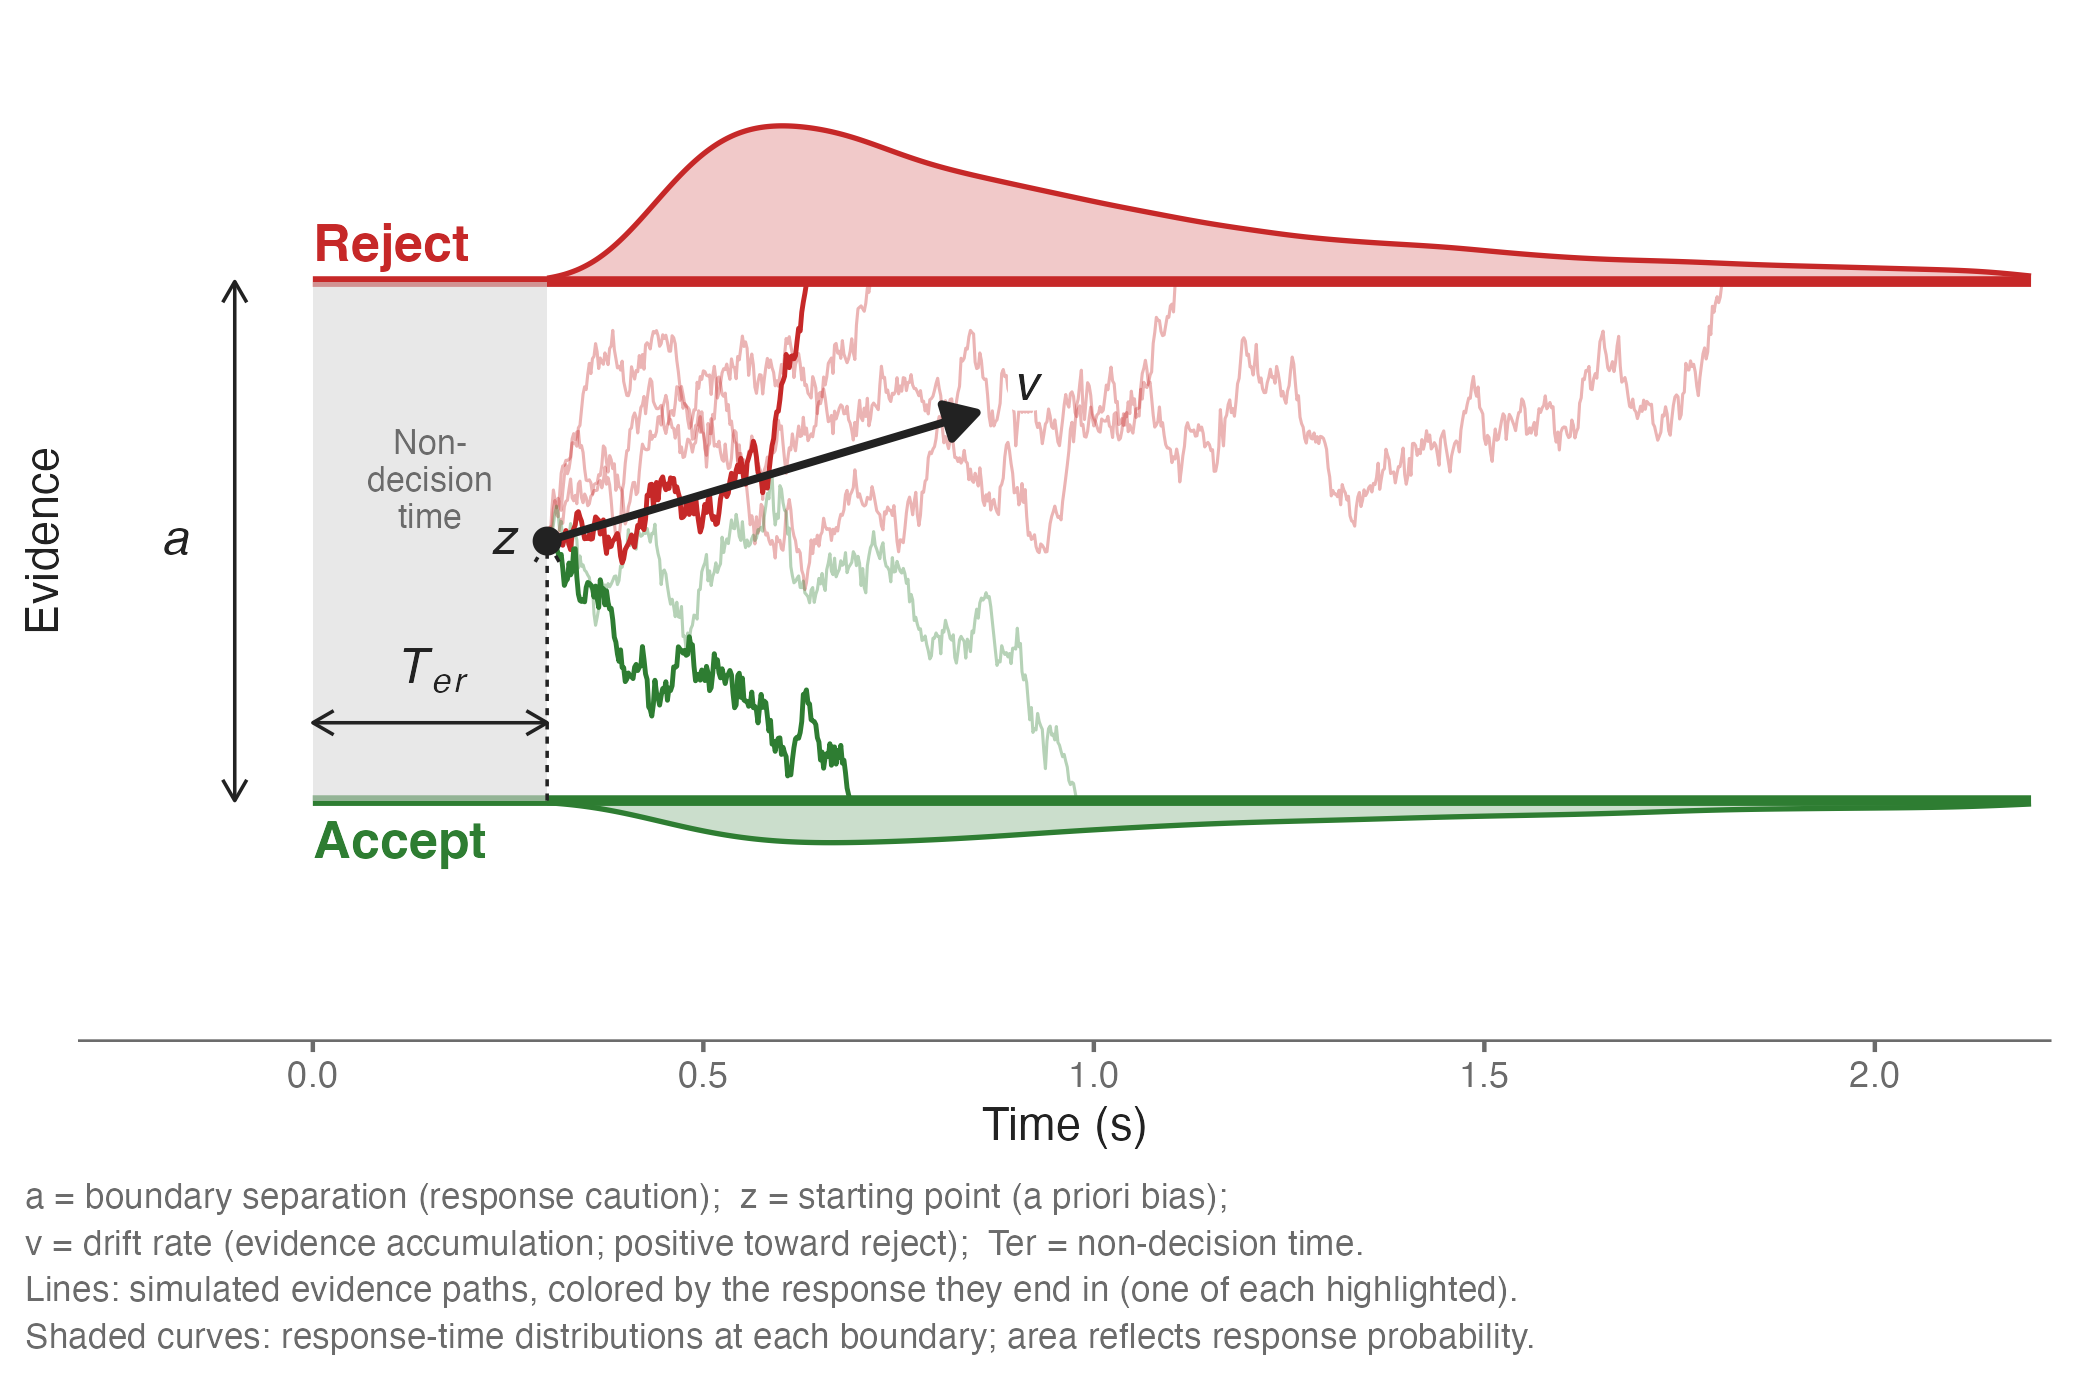 Reject
Non-
decision
time
v
z
a
Evidence
Ter
Accept
0.0 0.5 1.0 1.5 2.0
Time (s)
a = boundary separation (response caution);  z = starting point (a priori bias);
v = drift rate (evidence accumulation; positive toward reject);  Ter = non-decision time.
Lines: simulated evidence paths, colored by the response they end in (one of each highlighted).
Shaded curves: response-time distributions at each boundary; area reflects response probability.